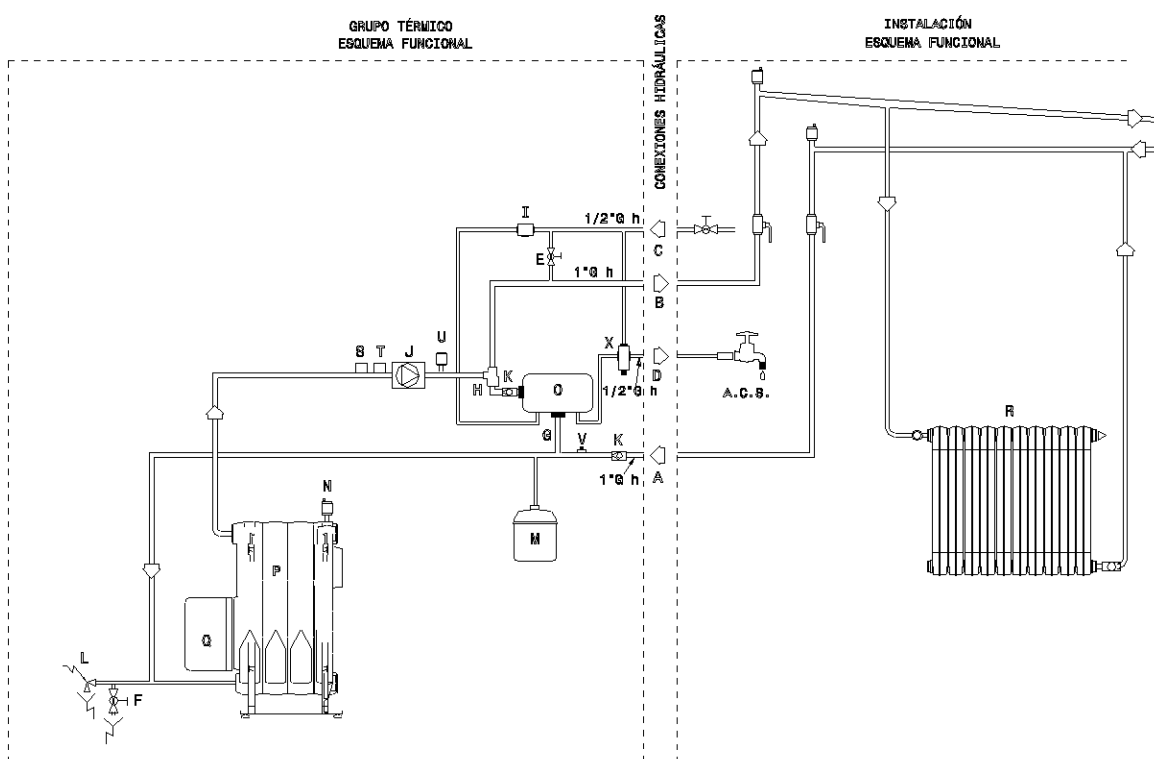 GRUPO TÉRMICO
ESQUEMA FUNCIONAL
CONEXIONES HIDRÁULICAS
INSTALACIÓN
ESQUEMA FUNCIONAL
I
1/2"G h
C
E
1"G h
B
S T J U
X
H K
O
D
1/2"G h
A.C.S.
R
G
V
K
1"G h
A
N
M
P
Q
L
F